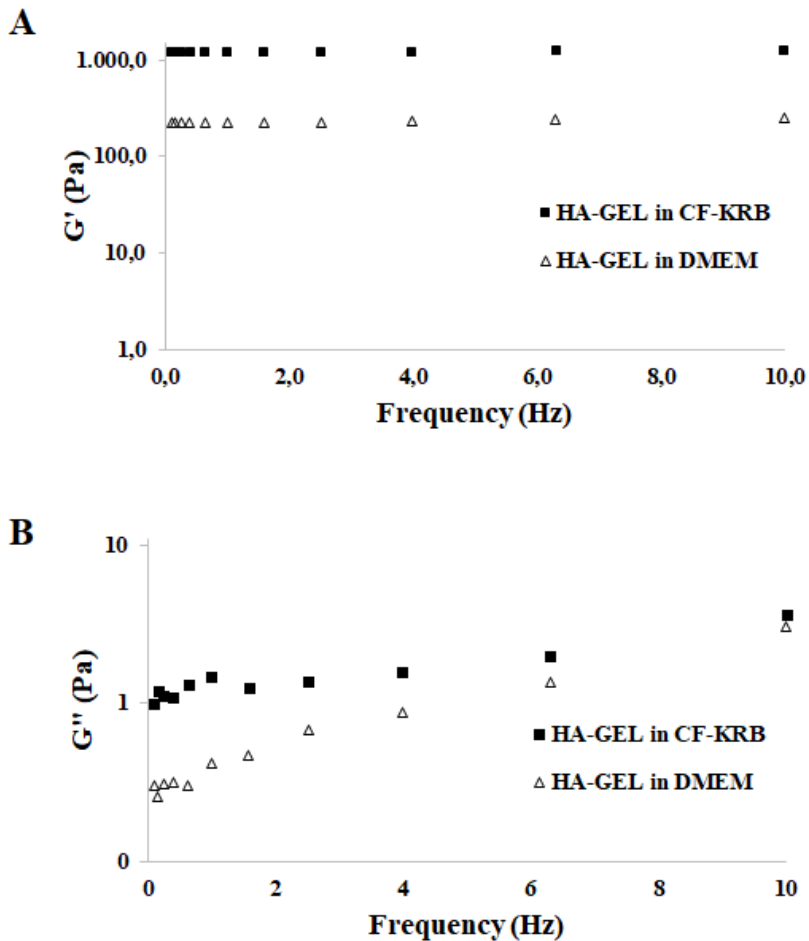 A
1.000,0
100,0
10,0
1,0
G' (Pa)
HA-GEL in CF-KRB
HA-GEL in DMEM
0,0 2,0 4,0 6,0 8,0 10,0
Frequency (Hz)
B
10
1
0
G" (Pa)
HA-GEL in CF-KRB
HA-GEL in DMEM
0 2 4 6 8 10
Frequency (Hz)